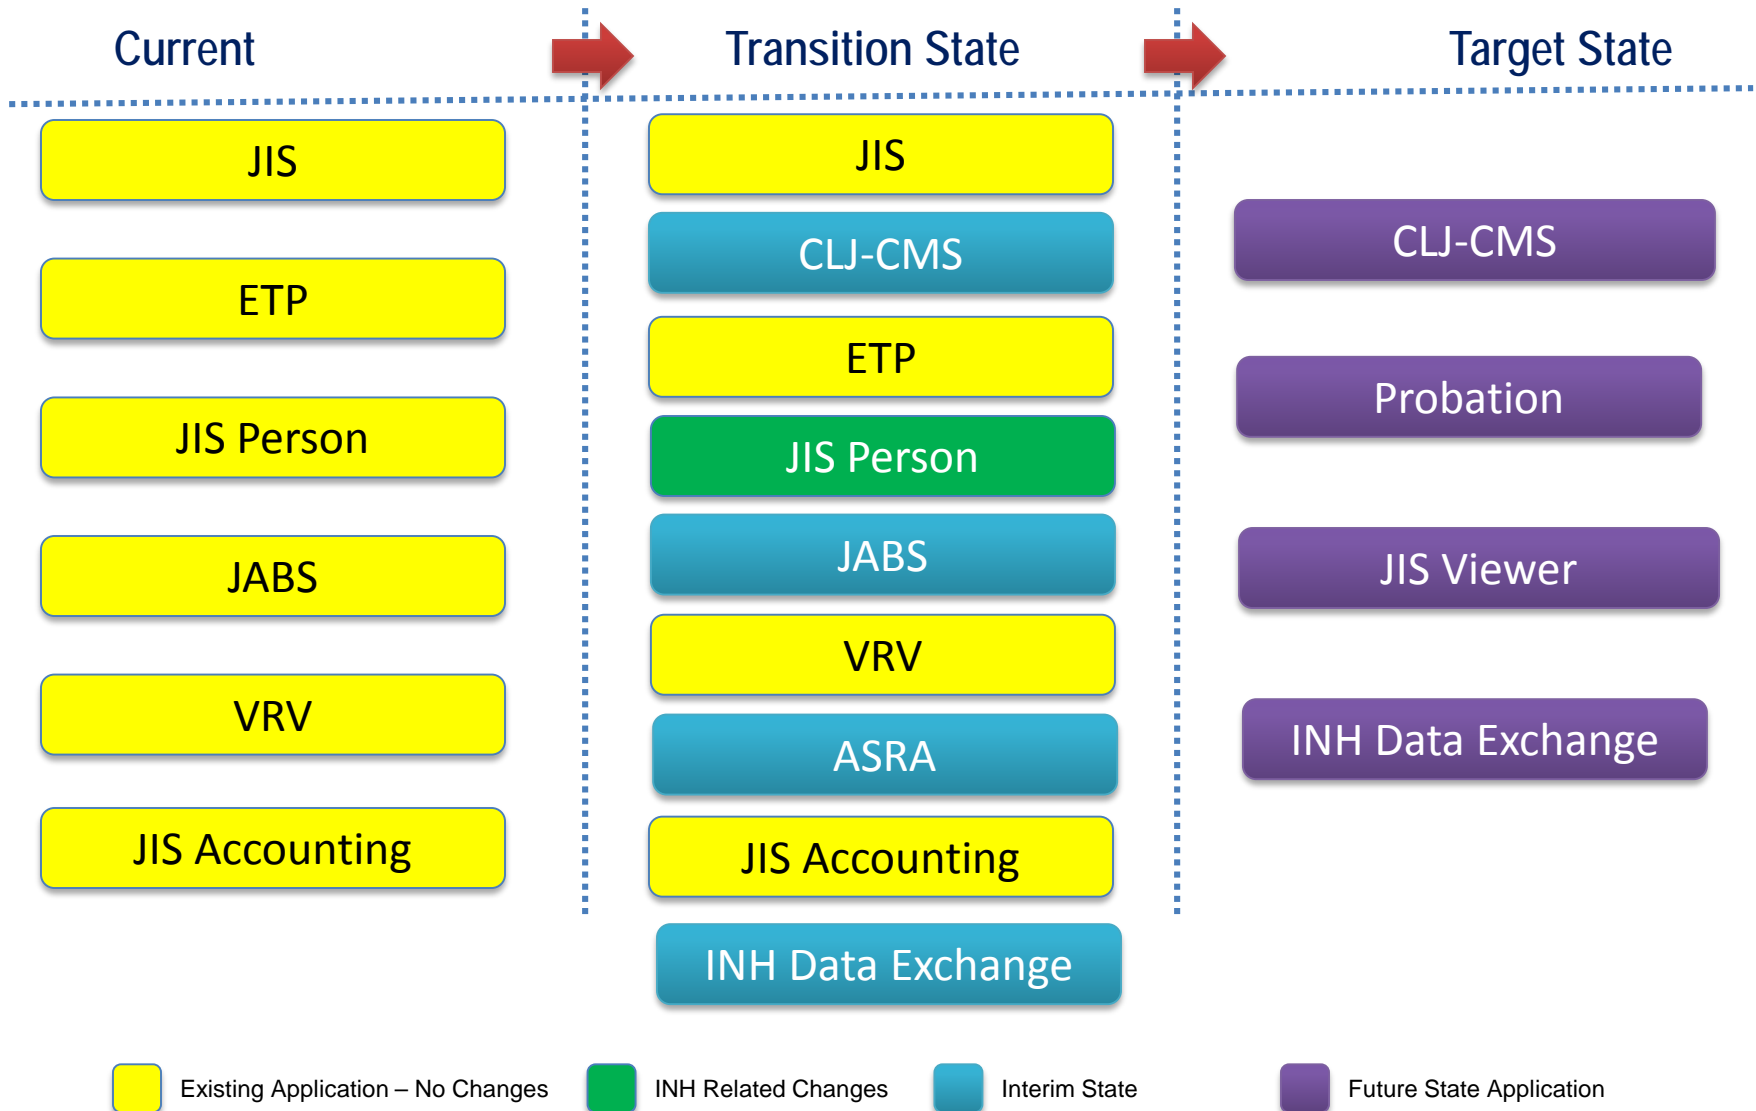 Current
Transition State
Target State
JIS
ETP
JIS Person
JABS
VRV
JIS Accounting
JIS
CLJ-CMS
ETP
JIS Person
JABS
VRV
ASRA
JIS Accounting
INH Data Exchange
CLJ-CMS
Probation
JIS Viewer
INH Data Exchange
Existing Application – No Changes
INH Related Changes
Interim State
Future State Application